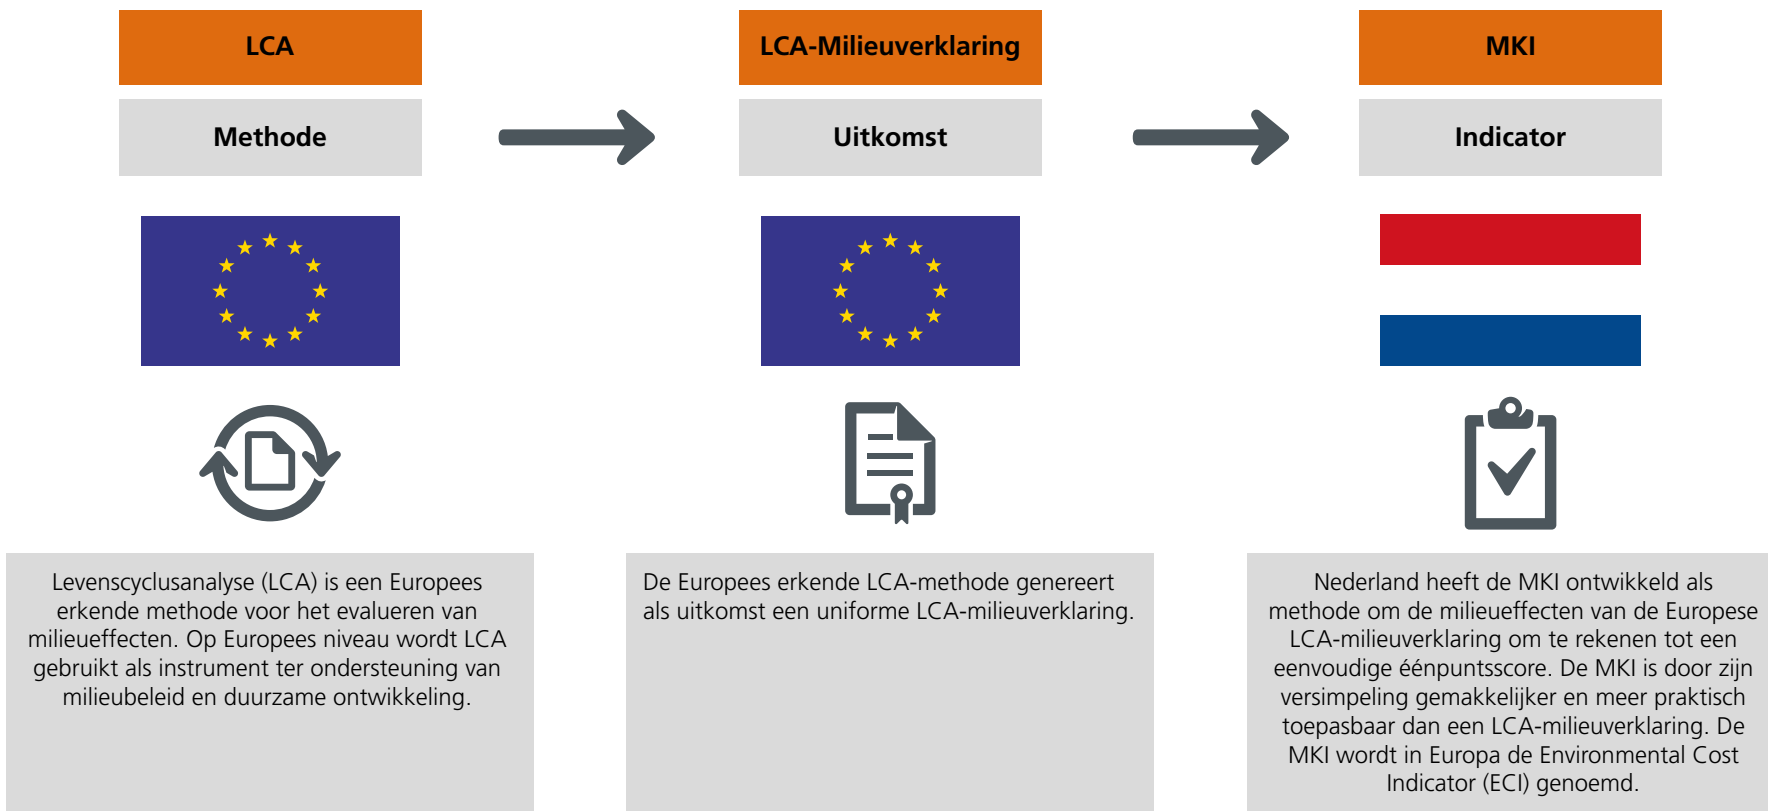 LCA
Methode
LCA-Milieuverklaring
Uitkomst
MKI
Indicator
Levenscyclusanalyse (LCA) is een Europees
erkende methode voor het evalueren van
milieueffecten. Op Europees niveau wordt LCA
gebruikt als instrument ter ondersteuning van
milieubeleid en duurzame ontwikkeling.
De Europees erkende LCA-methode genereert
als uitkomst een uniforme LCA-milieuverklaring.
Nederland heeft de MKI ontwikkeld als
methode om de milieueffecten van de Europese
LCA-milieuverklaring om te rekenen tot een
eenvoudige éénpuntsscore. De MKI is door zijn
versimpeling gemakkelijker en meer praktisch
toepasbaar dan een LCA-milieuverklaring. De
MKI wordt in Europa de Environmental Cost
Indicator (ECI) genoemd.